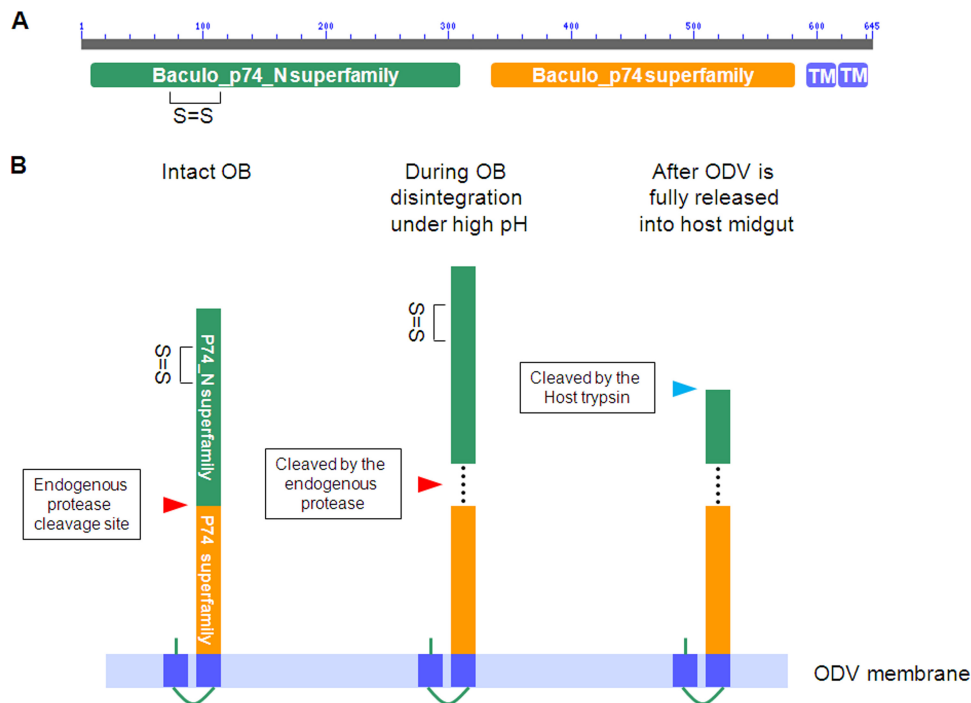 A
1 100 200 300 400 500 600 645
Baculo_p74_N superfamily Baculo_p74 superfamily TM TM
S=S
B
Intact OB
During OB
disintegration
under high pH
After ODV is
fully released
into host midgut
S=S
P74_N superfamily
P74 superfamily
Endogenous
protease
cleavage site
S=S
Cleaved by the
endogenous
protease
Cleaved by the
Host trypsin
ODV membrane